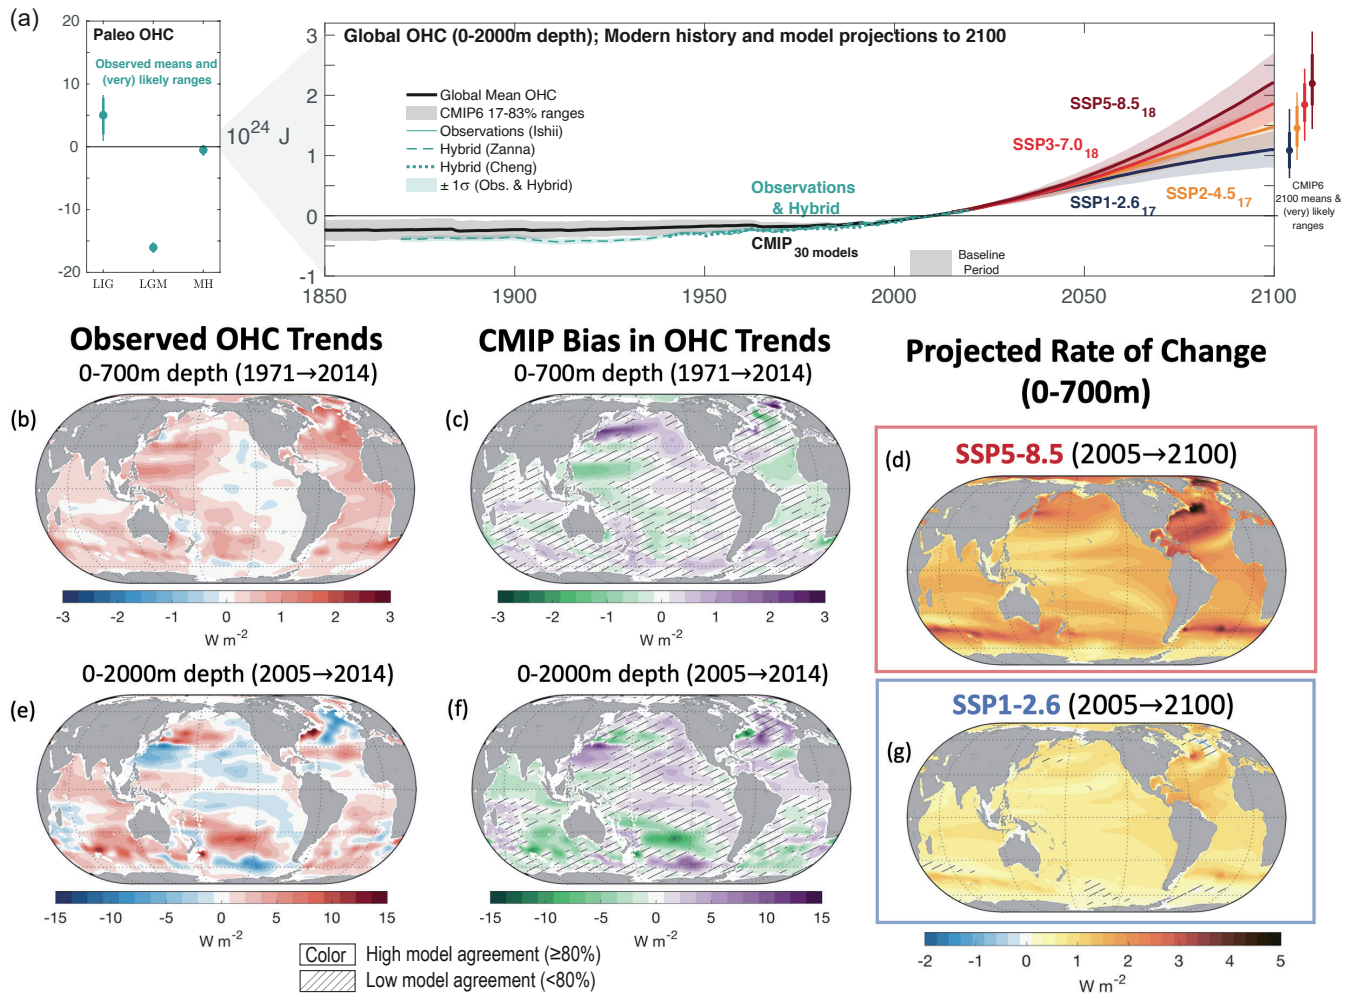 (a)
20
10
0
-10
-20
Paleo OHC
Observed means and
(very) likely ranges
LIG
LGM
MH
10²⁴ J
3
2
1
0
-1
Global OHC (0-2000m depth); Modern history and model projections to 2100
Global Mean OHC
CMIP6 17-83% ranges
Observations (Ishii)
Hybrid (Zanna)
Hybrid (Cheng)
± 1σ (Obs. & Hybrid)
Observations
& Hybrid
CMIP 30 models
SSP5-8.5 18
SSP3-7.0 18
SSP2-4.5 17
SSP1-2.6 17
Baseline
Period
CMIP6
2100 means &
(very) likely
ranges
1850
1900
1950
2000
2050
2100
Observed OHC Trends
0-700m depth (1971→2014)
(b)
-3 -2 -1 0 1 2 3
W m⁻²
CMIP Bias in OHC Trends
0-700m depth (1971→2014)
(c)
-3 -2 -1 0 1 2 3
W m⁻²
Projected Rate of Change
(0-700m)
(d)
SSP5-8.5 (2005→2100)
0-2000m depth (2005→2014)
(e)
-15 -10 -5 0 5 10 15
W m⁻²
0-2000m depth (2005→2014)
(f)
-15 -10 -5 0 5 10 15
W m⁻²
SSP1-2.6 (2005→2100)
(g)
-2 -1 0 1 2 3 4 5
W m⁻²
Color High model agreement (≥80%)
Low model agreement (<80%)